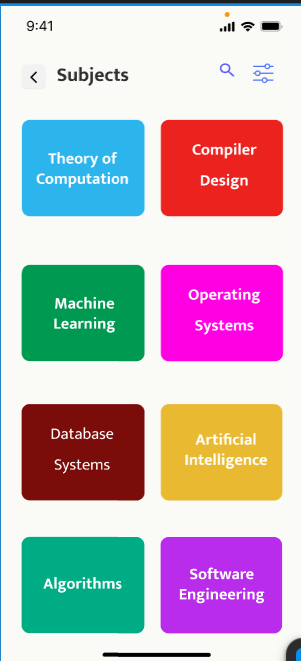 9:41
Subjects
Theory of
Computation
Compiler
Design
Machine
Learning
Operating
Systems
Database
Systems
Artificial
Intelligence
Algorithms
Software
Engineering